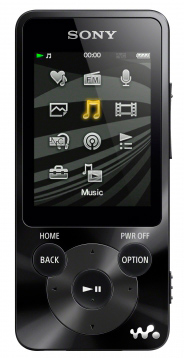 SONY
00:00
FM
Music
HOME PWR OFF
BACK OPTION